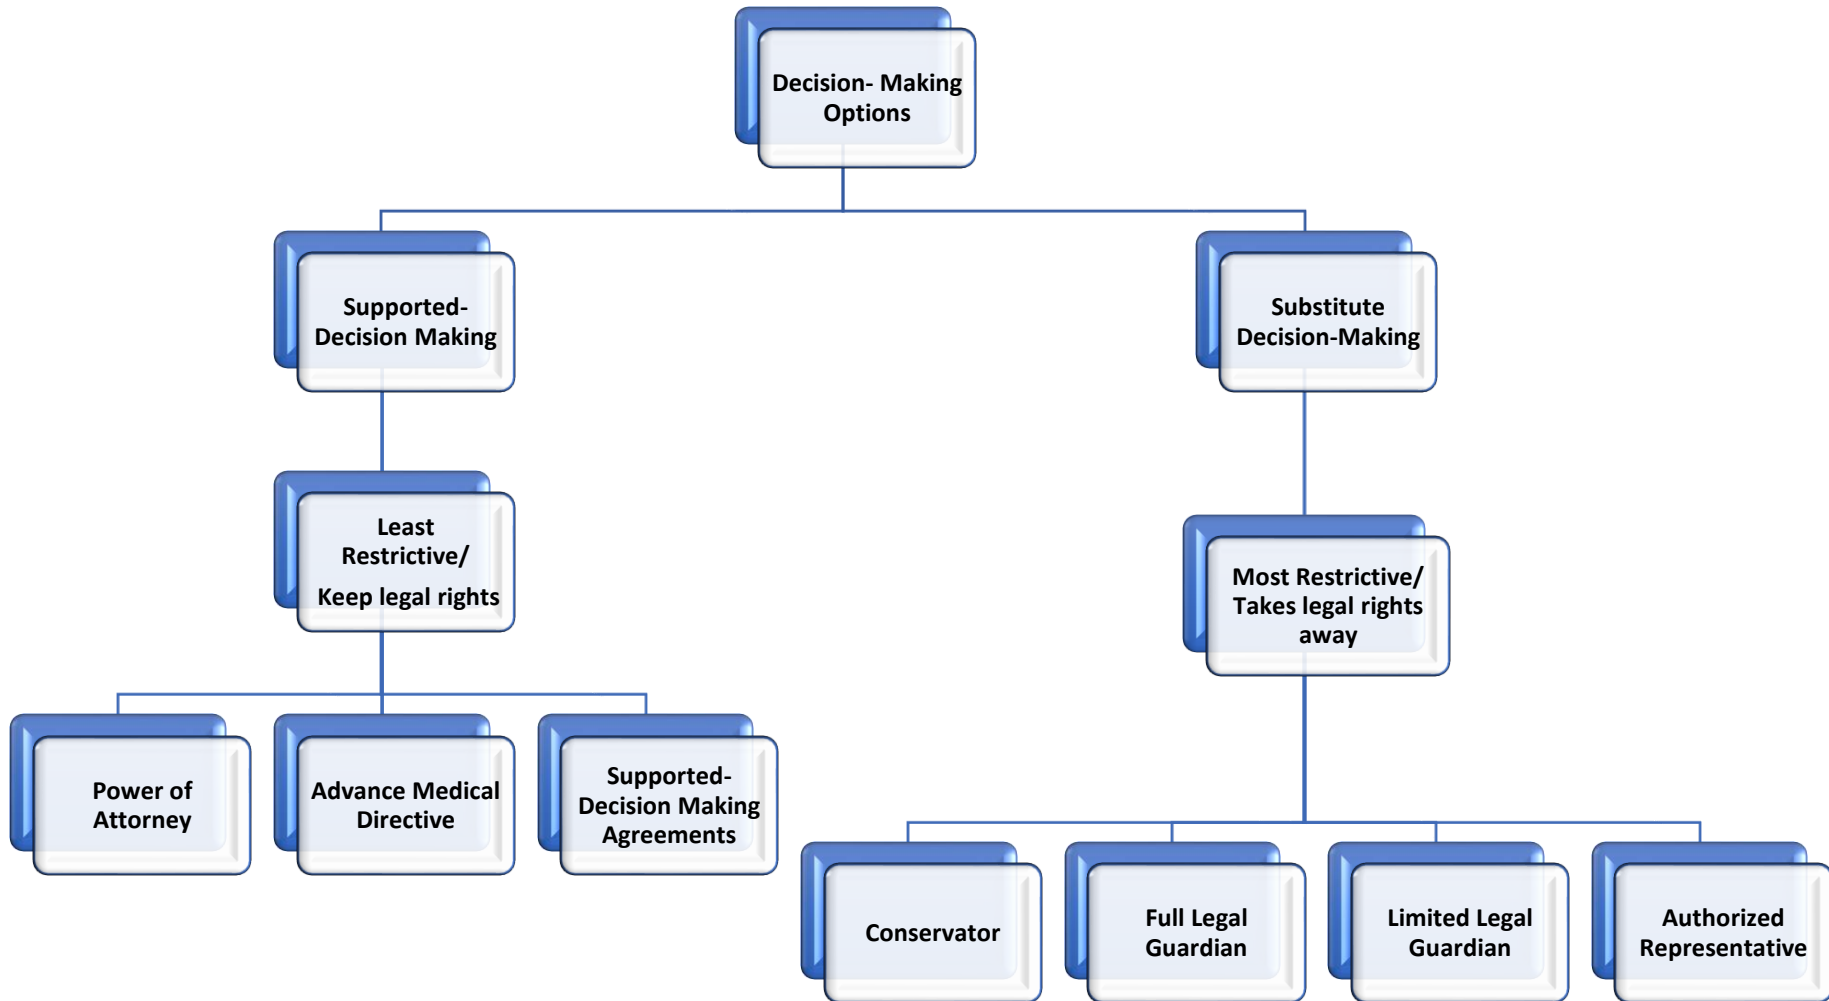 Decision- Making
Options
Supported-
Decision Making
Substitute
Decision-Making
Least
Restrictive/
Keep legal rights
Most Restrictive/
Takes legal rights
away
Power of
Attorney
Advance Medical
Directive
Supported-
Decision Making
Agreements
Conservator
Full Legal
Guardian
Limited Legal
Guardian
Authorized
Representative